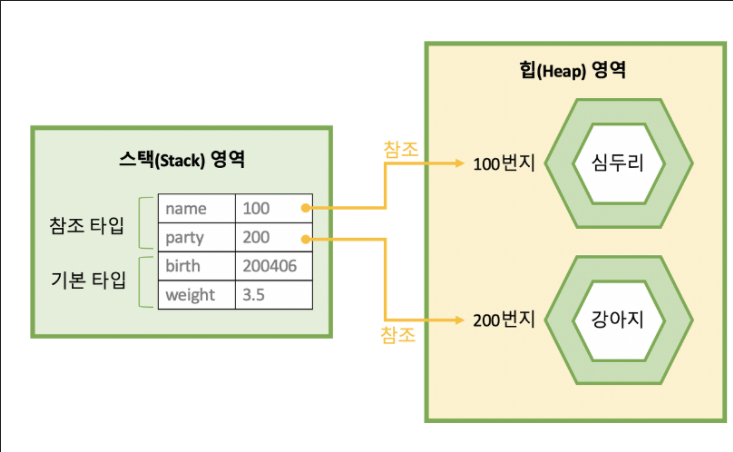 힙(Heap) 영역
스택(Stack) 영역
참조
100번지
심두리
참조 타입
name 100
party 200
기본 타입
birth 200406
weight 3.5
200번지
강아지
참조